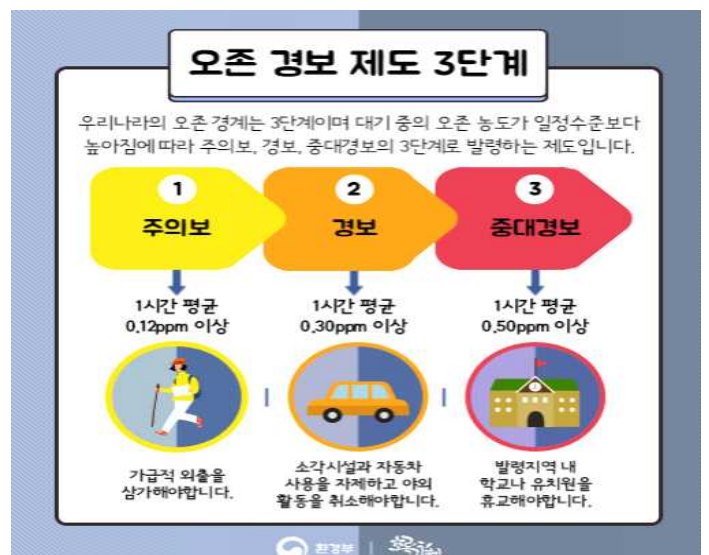 오존 경보 제도 3단계
우리나라의 오존 경계는 3단계이며 대기 중의 오존 농도가 일정수준보다
높아짐에 따라 주의보, 경보, 중대경보의 3단계로 발령하는 제도입니다.
1
주의보
2
경보
3
중대경보
1시간 평균
0.12ppm 이상
1시간 평균
0.30ppm 이상
1시간 평균
0.50ppm 이상
가급적 외출을
삼가해야합니다.
소각시설과 자동차
사용을 자제하고 야외
활동을 취소해야합니다.
발령지역 내
학교나 유치원을
휴교해야합니다.
환경부